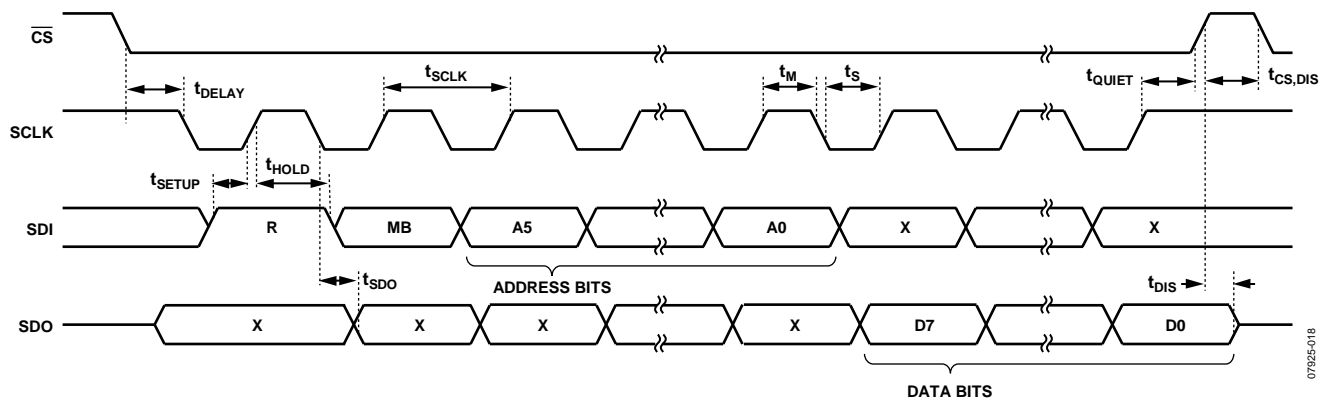 CS
tSCLK
tM
tS
tQUIET
tCS,DIS
tDELAY
SCLK
tSETUP
tHOLD
SDI
R
MB
A5
A0
X
X
tSDO
ADDRESS BITS
tDIS
SDO
X
X
X
X
D7
D0
DATA BITS
07925-018